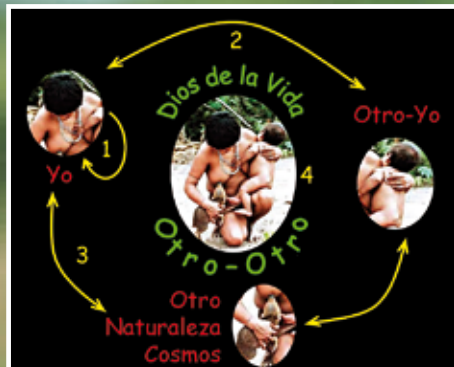 2
Dios de la Vida
Otro-Yo
1
Yo
4
Otro-Otro
3
Otro
Naturaleza
Cosmos